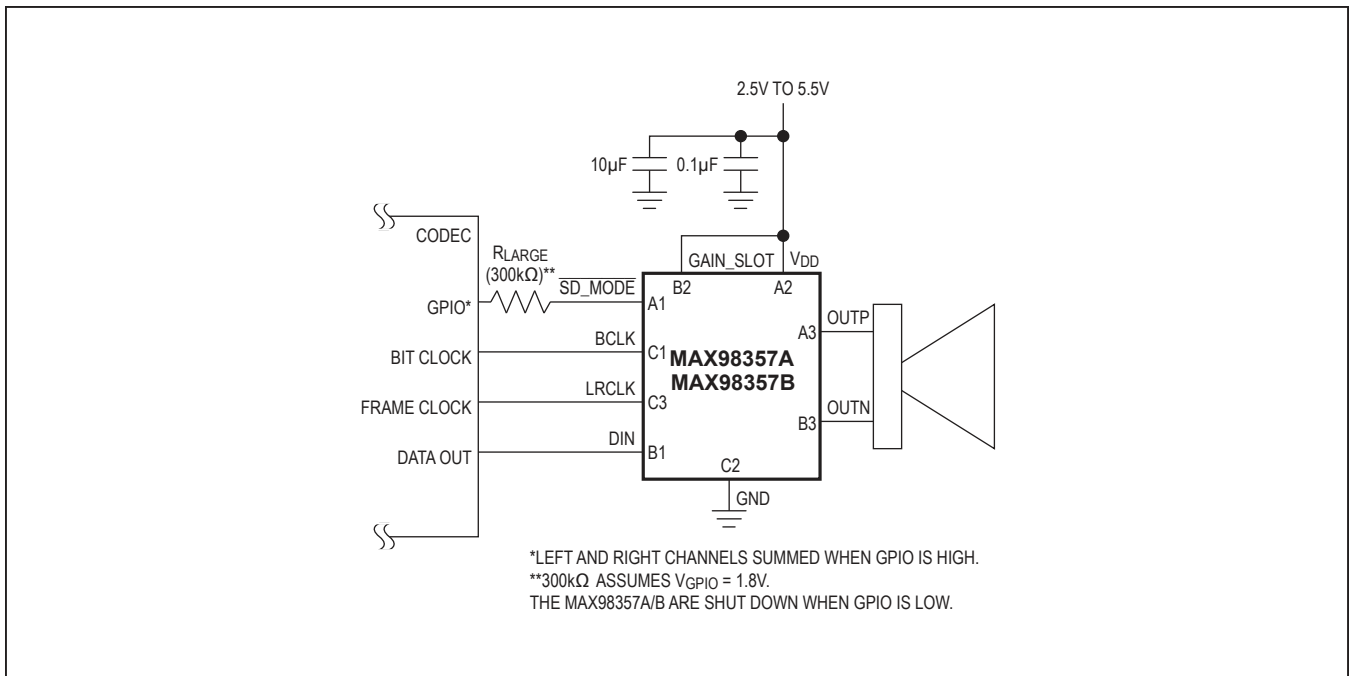 2.5V TO 5.5V
10µF
0.1µF
CODEC
RLARGE
(300kΩ)**
SD_MODE
GAIN_SLOT
VDD
B2
A2
GPIO*
A1
OUTP
A3
BCLK
BIT CLOCK
C1
MAX98357A
MAX98357B
LRCLK
FRAME CLOCK
C3
OUTN
B3
DIN
DATA OUT
B1
C2
GND
*LEFT AND RIGHT CHANNELS SUMMED WHEN GPIO IS HIGH.
**300kΩ ASSUMES VGPIO = 1.8V.
THE MAX98357A/B ARE SHUT DOWN WHEN GPIO IS LOW.